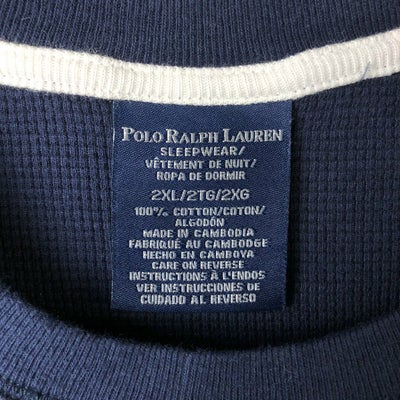 POLO RALPH LAUREN
SLEEPWEAR/
VÊTEMENT DE NUIT/
ROPA DE DORMIR
2XL/2TG/2XG
100% COTTON/COTON/
ALGODÓN
MADE IN CAMBODIA
FABRIQUÉ AU CAMBODGE
HECHO EN CAMBOYA
CARE ON REVERSE
INSTRUCTIONS À L'ENDOS
VER INSTRUCCIONES DE
CUIDADO AL REVERSO